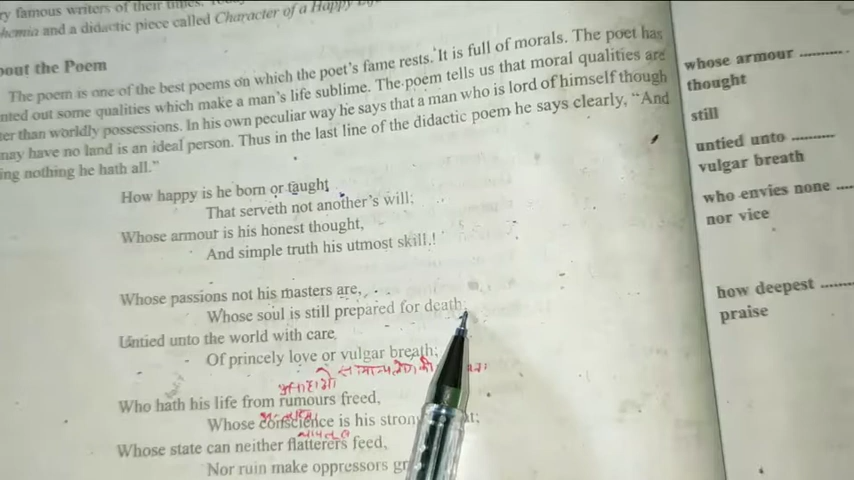 ry famous writers of their times.
hemia and a didactic piece called Character of a Happy
bout the Poem
The poem is one of the best poems on which the poet's fame rests. It is full of morals. The poet has
nted out some qualities which make a man's life sublime. The poem tells us that moral qualities are
ter than worldly possessions. In his own peculiar way he says that a man who is lord of himself though
may have no land is an ideal person. Thus in the last line of the didactic poem he says clearly, "And
ing nothing he hath all."
How happy is he born or taught
That serveth not another's will;
Whose armour is his honest thought,
And simple truth his utmost skill.!
Whose passions not his masters are,
Whose soul is still prepared for death;
Untied unto the world with care
Of princely love or vulgar breath;
Who hath his life from rumours freed,
Whose conscience is his stron
Whose state can neither flatterers feed,
Nor ruin make oppressors gr
whose armour ..........
thought
still
untied unto ..........
vulgar breath
who envies none ....
nor vice
how deepest ........
praise